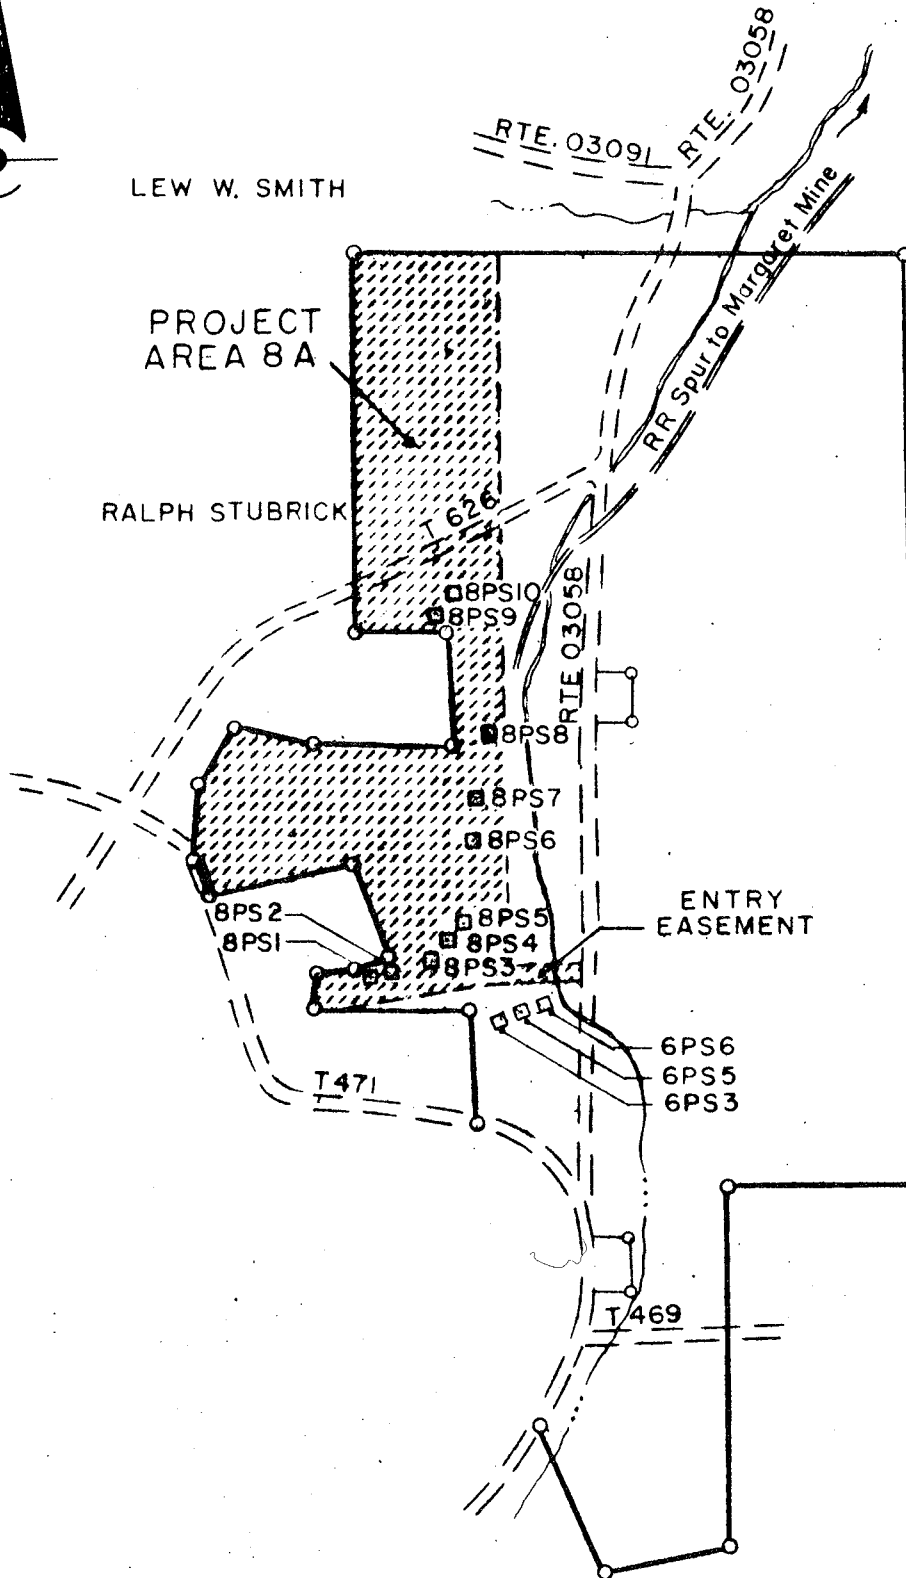 RTE. 03058
RTE. 03091
LEW W. SMITH
RR Spur to Margaret Mine
PROJECT
AREA 8A
RALPH STUBRICK
T 626
8PS10
8PS9
RTE 03058
8PS8
8PS7
8PS6
ENTRY
EASEMENT
8PS2
8PS5
8PS1
8PS4
8PS3
6PS6
6PS5
6PS3
T471
T 469